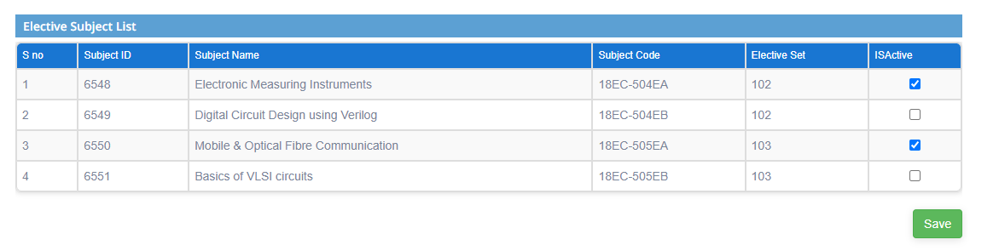 Elective Subject List
S no Subject ID Subject Name Subject Code Elective Set ISActive
1 6548 Electronic Measuring Instruments 18EC-504EA 102
2 6549 Digital Circuit Design using Verilog 18EC-504EB 102
3 6550 Mobile & Optical Fibre Communication 18EC-505EA 103
4 6551 Basics of VLSI circuits 18EC-505EB 103
Save